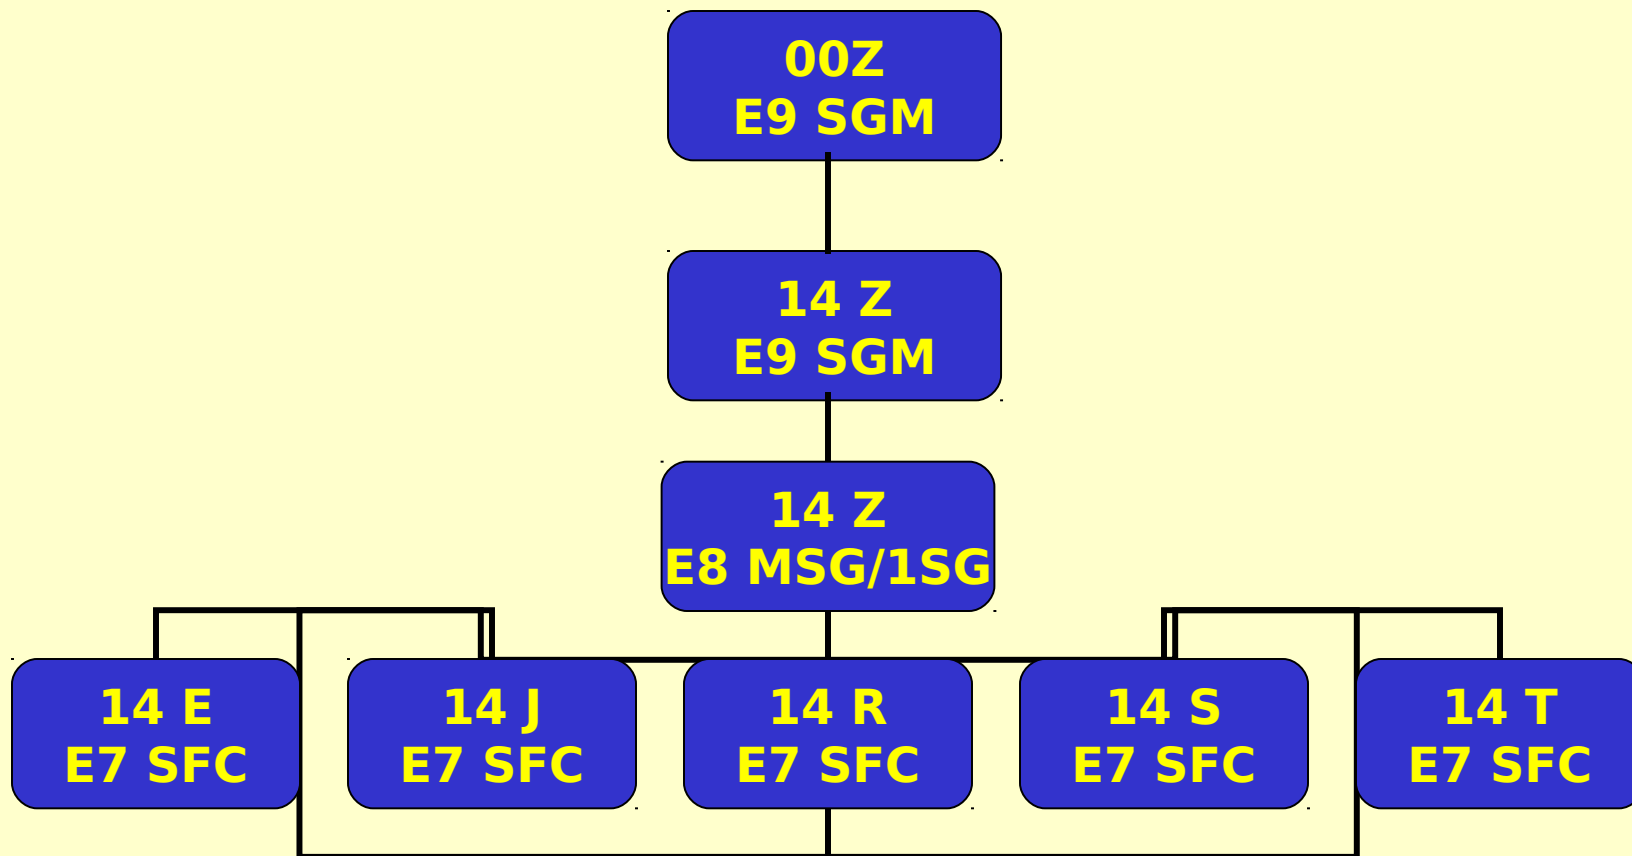 00Z
E9 SGM
14 Z
E9 SGM
14 Z
E8 MSG/1SG
14 E
E7 SFC
14 J
E7 SFC
14 R
E7 SFC
14 S
E7 SFC
14 T
E7 SFC